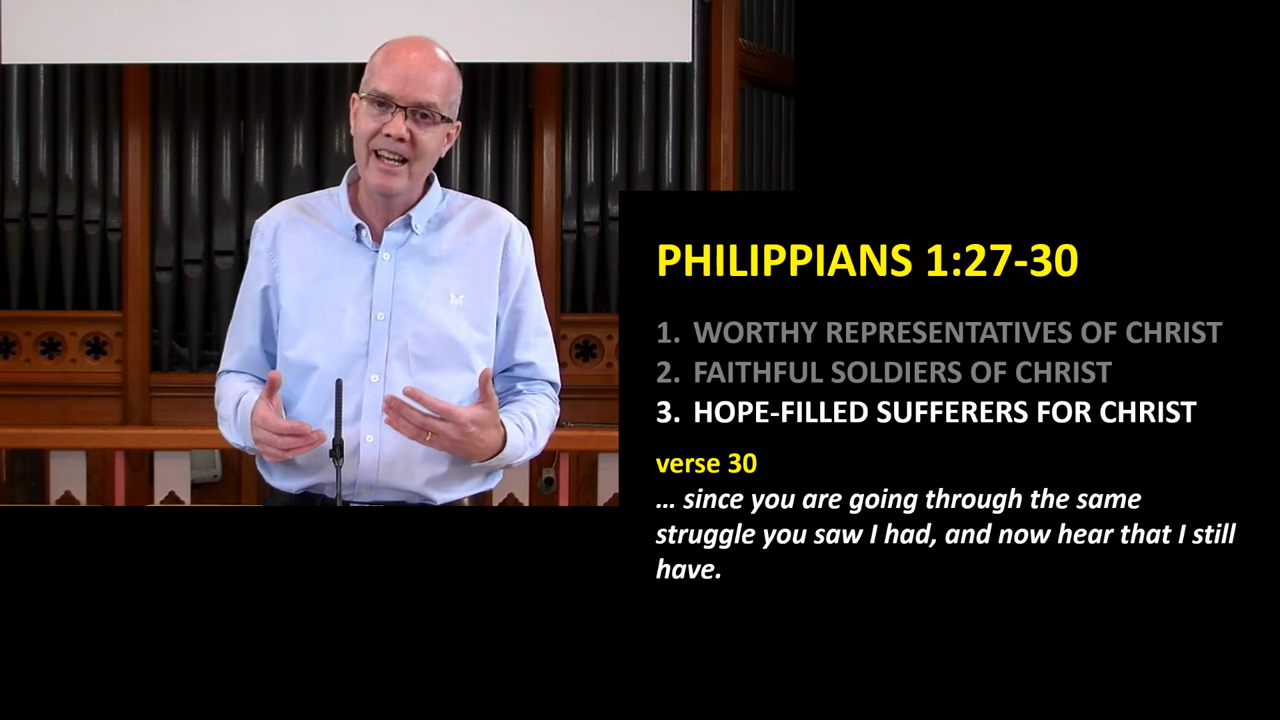 PHILIPPIANS 1:27-30
1. WORTHY REPRESENTATIVES OF CHRIST
2. FAITHFUL SOLDIERS OF CHRIST
3. HOPE-FILLED SUFFERERS FOR CHRIST
verse 30
... since you are going through the same
struggle you saw I had, and now hear that I still
have.